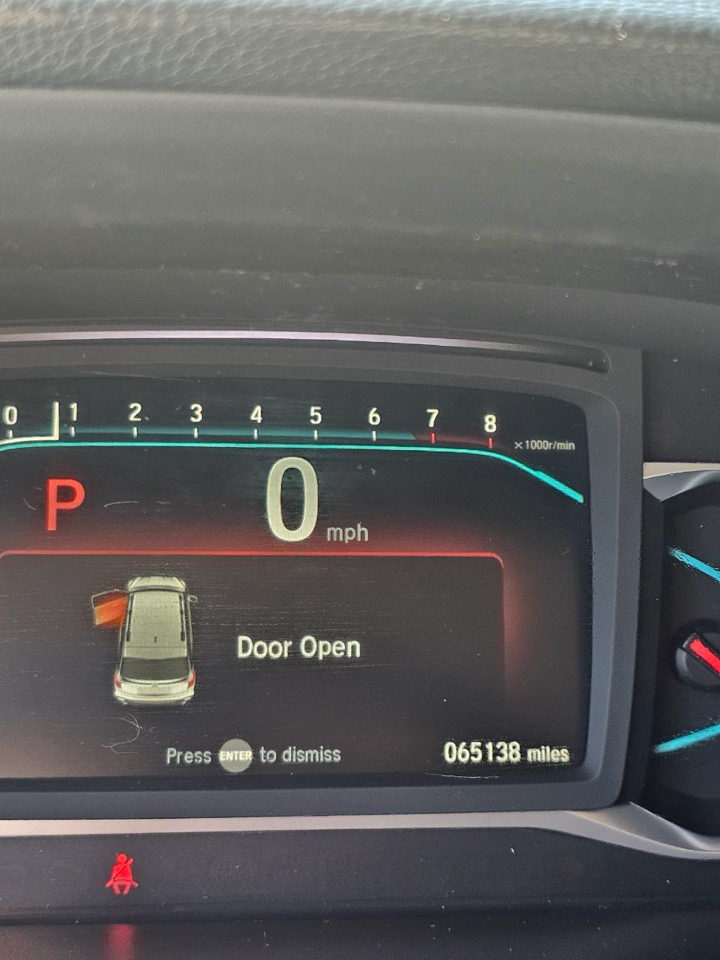 0 1 2 3 4 5 6 7 8
×1000r/min
P 0 mph
Door Open
Press ENTER to dismiss 065138 miles